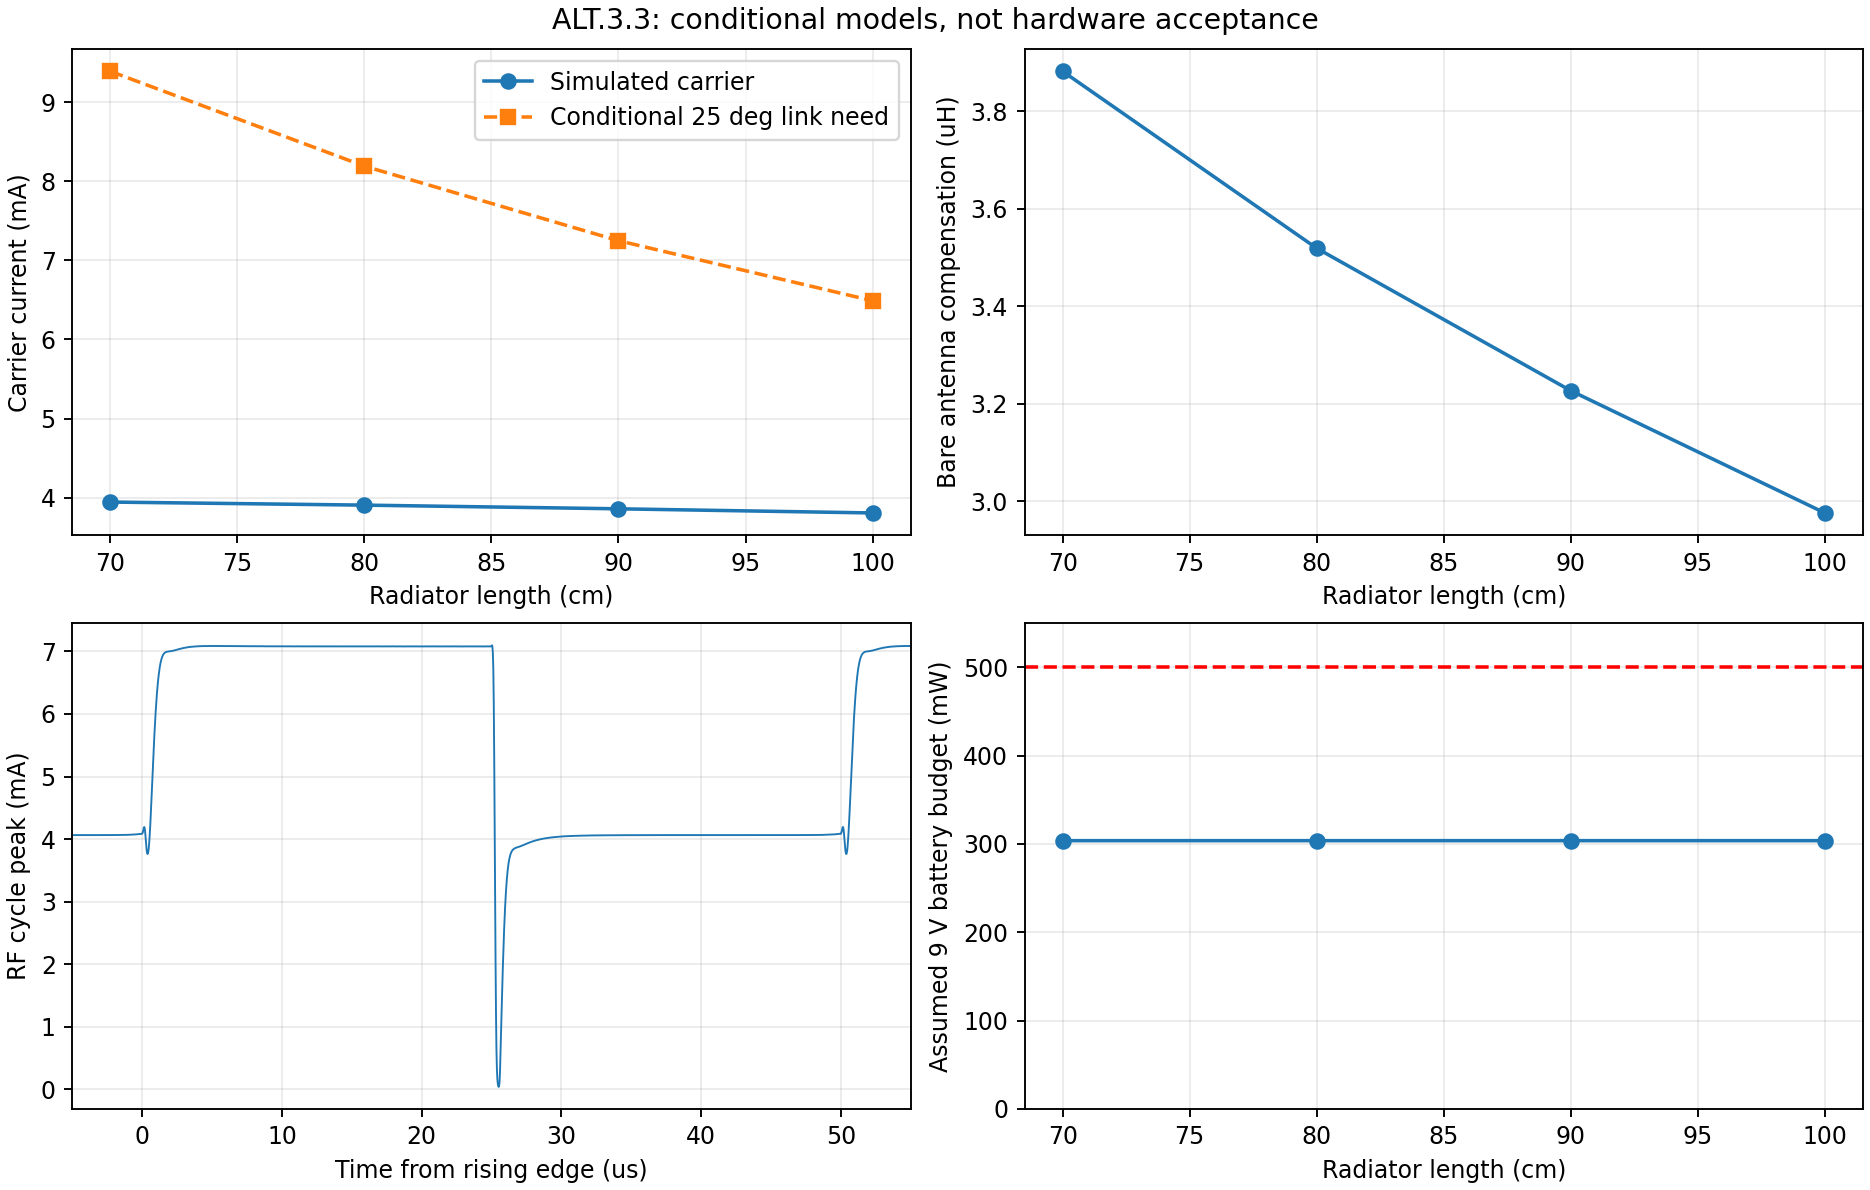 ALT.3.3: conditional models, not hardware acceptance
Carrier current (mA)
9
8
7
6
5
4
Simulated carrier
Conditional 25 deg link need
70 75 80 85 90 95 100
Radiator length (cm)
Bare antenna compensation (uH)
3.8
3.6
3.4
3.2
3.0
70 75 80 85 90 95 100
Radiator length (cm)
RF cycle peak (mA)
7
6
5
4
3
2
1
0
0 10 20 30 40 50
Time from rising edge (us)
Assumed 9 V battery budget (mW)
500
400
300
200
100
0
70 75 80 85 90 95 100
Radiator length (cm)